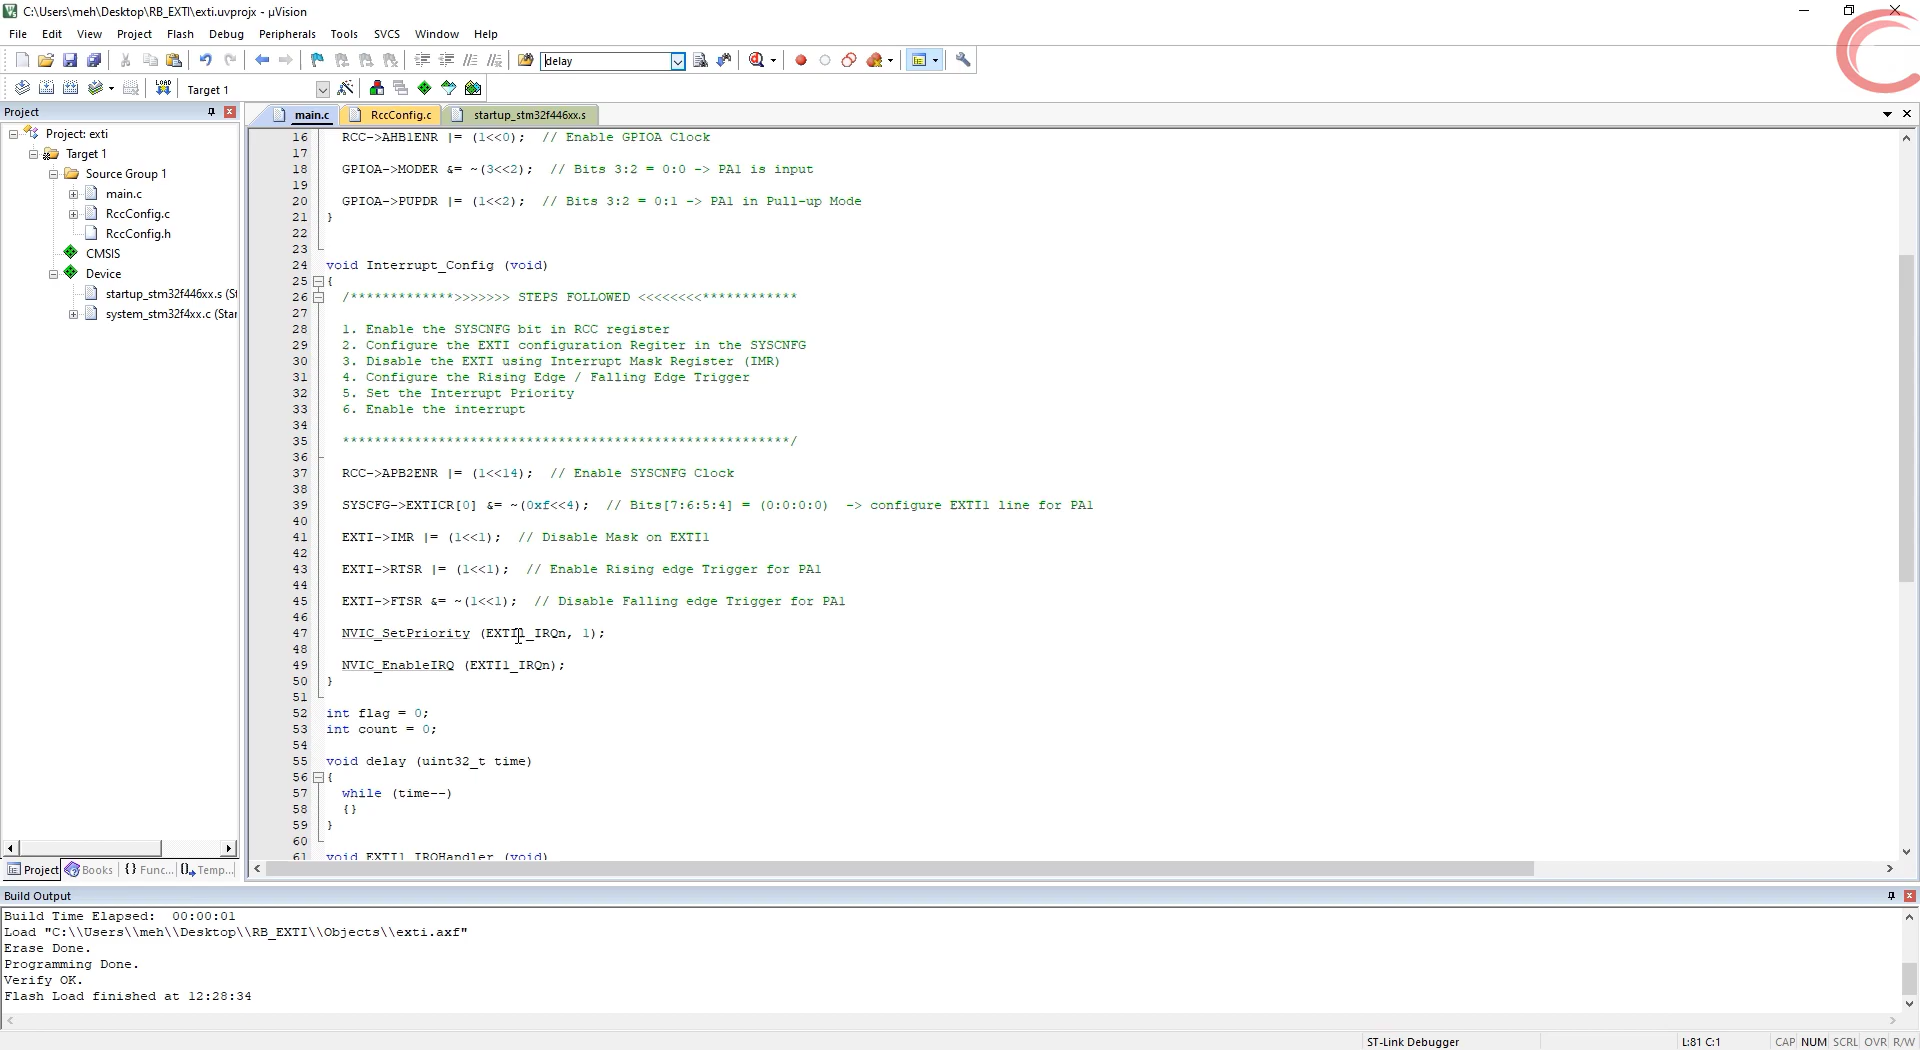 C:\Users\meh\Desktop\RB_EXTI\exti.uvprojx - µVision
File Edit View Project Flash Debug Peripherals Tools SVCS Window Help
delay
LOAD Target 1
Project
main.c RccConfig.c startup_stm32f446xx.s
Project: exti
Target 1
Source Group 1
main.c
RccConfig.c
RccConfig.h
CMSIS
Device
startup_stm32f446xx.s (St
system_stm32f4xx.c (Star
16 RCC->AHB1ENR |= (1<<0);  // Enable GPIOA Clock
17
18 GPIOA->MODER &= ~(3<<2);  // Bits 3:2 = 0:0 -> PA1 is input
19
20 GPIOA->PUPDR |= (1<<2);  // Bits 3:2 = 0:1 -> PA1 in Pull-up Mode
21 }
22
23
24 void Interrupt_Config (void)
25 {
26 /*************>>>>>>> STEPS FOLLOWED <<<<<<<<************
27
28 1. Enable the SYSCNFG bit in RCC register
29 2. Configure the EXTI configuration Regiter in the SYSCNFG
30 3. Disable the EXTI using Interrupt Mask Register (IMR)
31 4. Configure the Rising Edge / Falling Edge Trigger
32 5. Set the Interrupt Priority
33 6. Enable the interrupt
34
35 ********************************************************/
36
37 RCC->APB2ENR |= (1<<14);  // Enable SYSCNFG Clock
38
39 SYSCFG->EXTICR[0] &= ~(0xf<<4);  // Bits[7:6:5:4] = (0:0:0:0)  -> configure EXTI1 line for PA1
40
41 EXTI->IMR |= (1<<1);  // Disable Mask on EXTI1
42
43 EXTI->RTSR |= (1<<1);  // Enable Rising edge Trigger for PA1
44
45 EXTI->FTSR &= ~(1<<1);  // Disable Falling edge Trigger for PA1
46
47 NVIC_SetPriority (EXTI1_IRQn, 1);
48
49 NVIC_EnableIRQ (EXTI1_IRQn);
50 }
51
52 int flag = 0;
53 int count = 0;
54
55 void delay (uint32_t time)
56 {
57 while (time--)
58 {}
59 }
60
61 void EXTI1_IRQHandler (void)
Project Books {} Func... Temp...
Build Output
Build Time Elapsed:  00:00:01
Load "C:\\Users\\meh\\Desktop\\RB_EXTI\\Objects\\exti.axf"
Erase Done.
Programming Done.
Verify OK.
Flash Load finished at 12:28:34
ST-Link Debugger L:81 C:1 CAP NUM SCRL OVR R/W